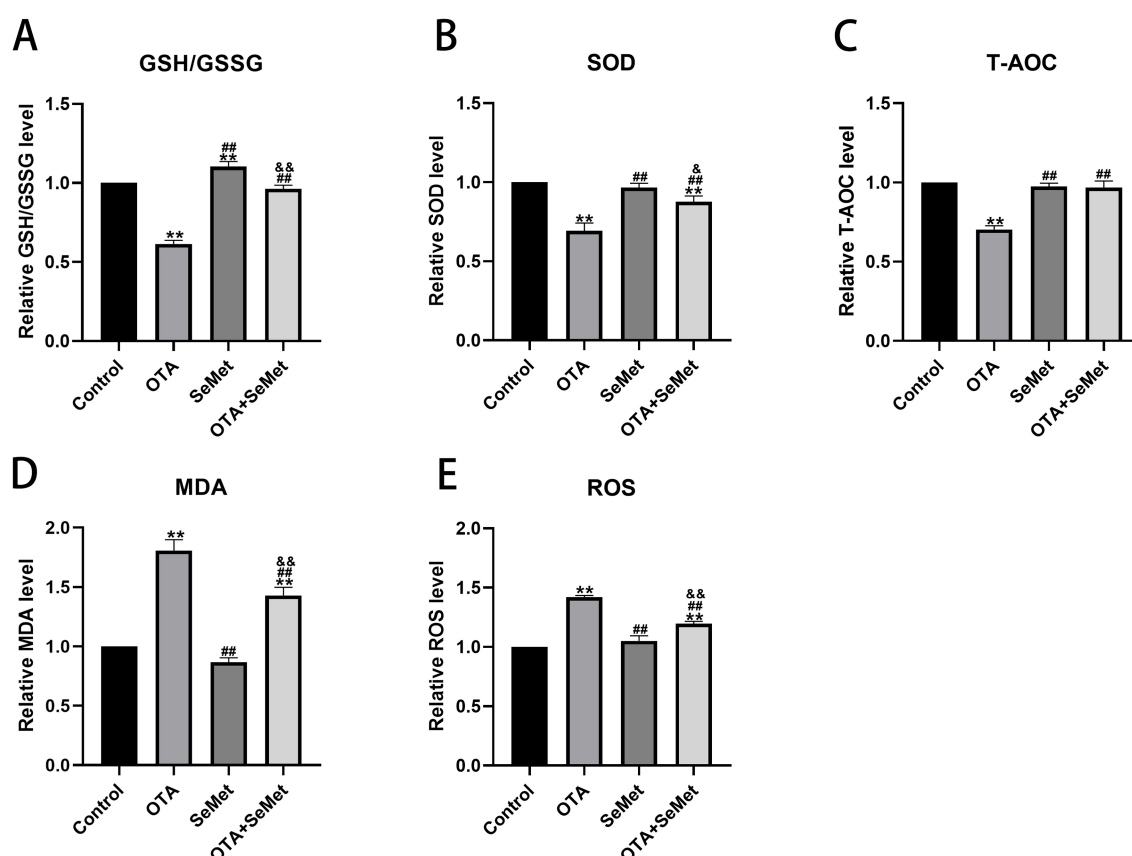 A
GSH/GSSG
Relative GSH/GSSG level
1.5
1.0
0.5
0.0
**
##
**
&&
##
Control
OTA
SeMet
OTA+SeMet
B
SOD
Relative SOD level
1.5
1.0
0.5
0.0
**
##
&
##
**
Control
OTA
SeMet
OTA+SeMet
C
T-AOC
Relative T-AOC level
1.5
1.0
0.5
0.0
**
##
##
Control
OTA
SeMet
OTA+SeMet
D
MDA
Relative MDA level
2.0
1.5
1.0
0.5
0.0
**
##
&&
##
**
Control
OTA
SeMet
OTA+SeMet
E
ROS
Relative ROS level
2.0
1.5
1.0
0.5
0.0
**
##
&&
##
**
Control
OTA
SeMet
OTA+SeMet